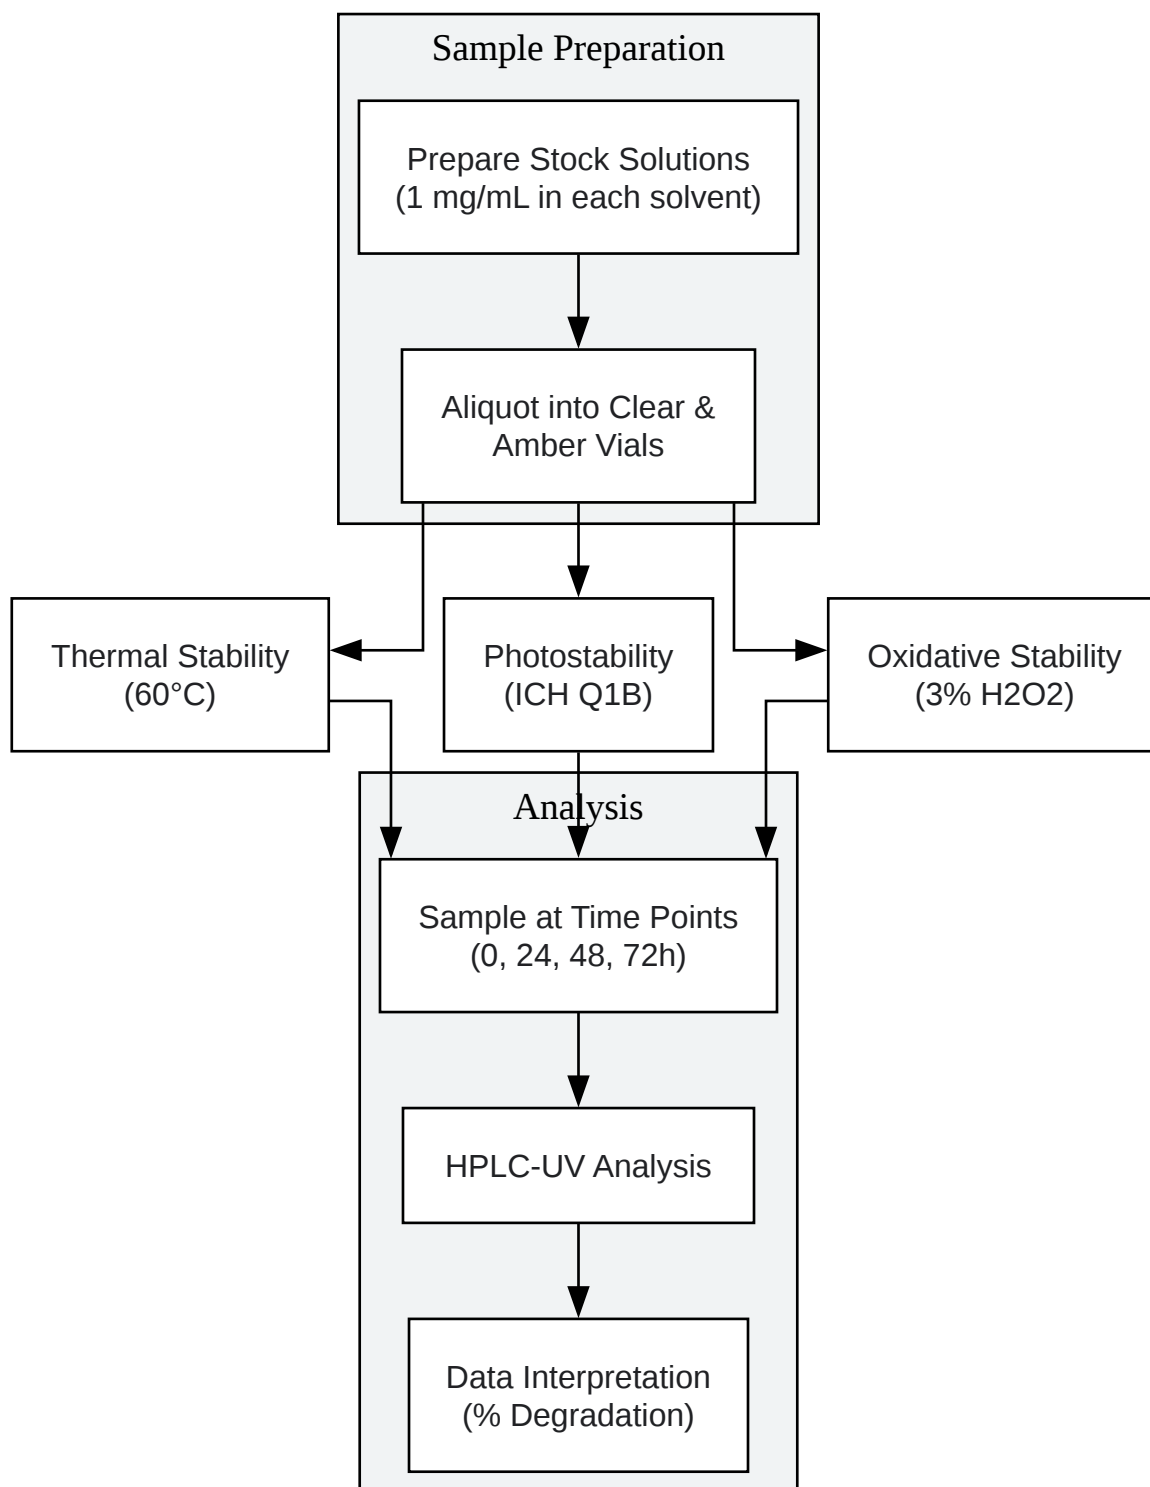 Sample Preparation
Prepare Stock Solutions
(1 mg/mL in each solvent)
Aliquot into Clear &
Amber Vials
Thermal Stability
(60°C)
Photostability
(ICH Q1B)
Oxidative Stability
(3% H2O2)
Analysis
Sample at Time Points
(0, 24, 48, 72h)
HPLC-UV Analysis
Data Interpretation
(% Degradation)